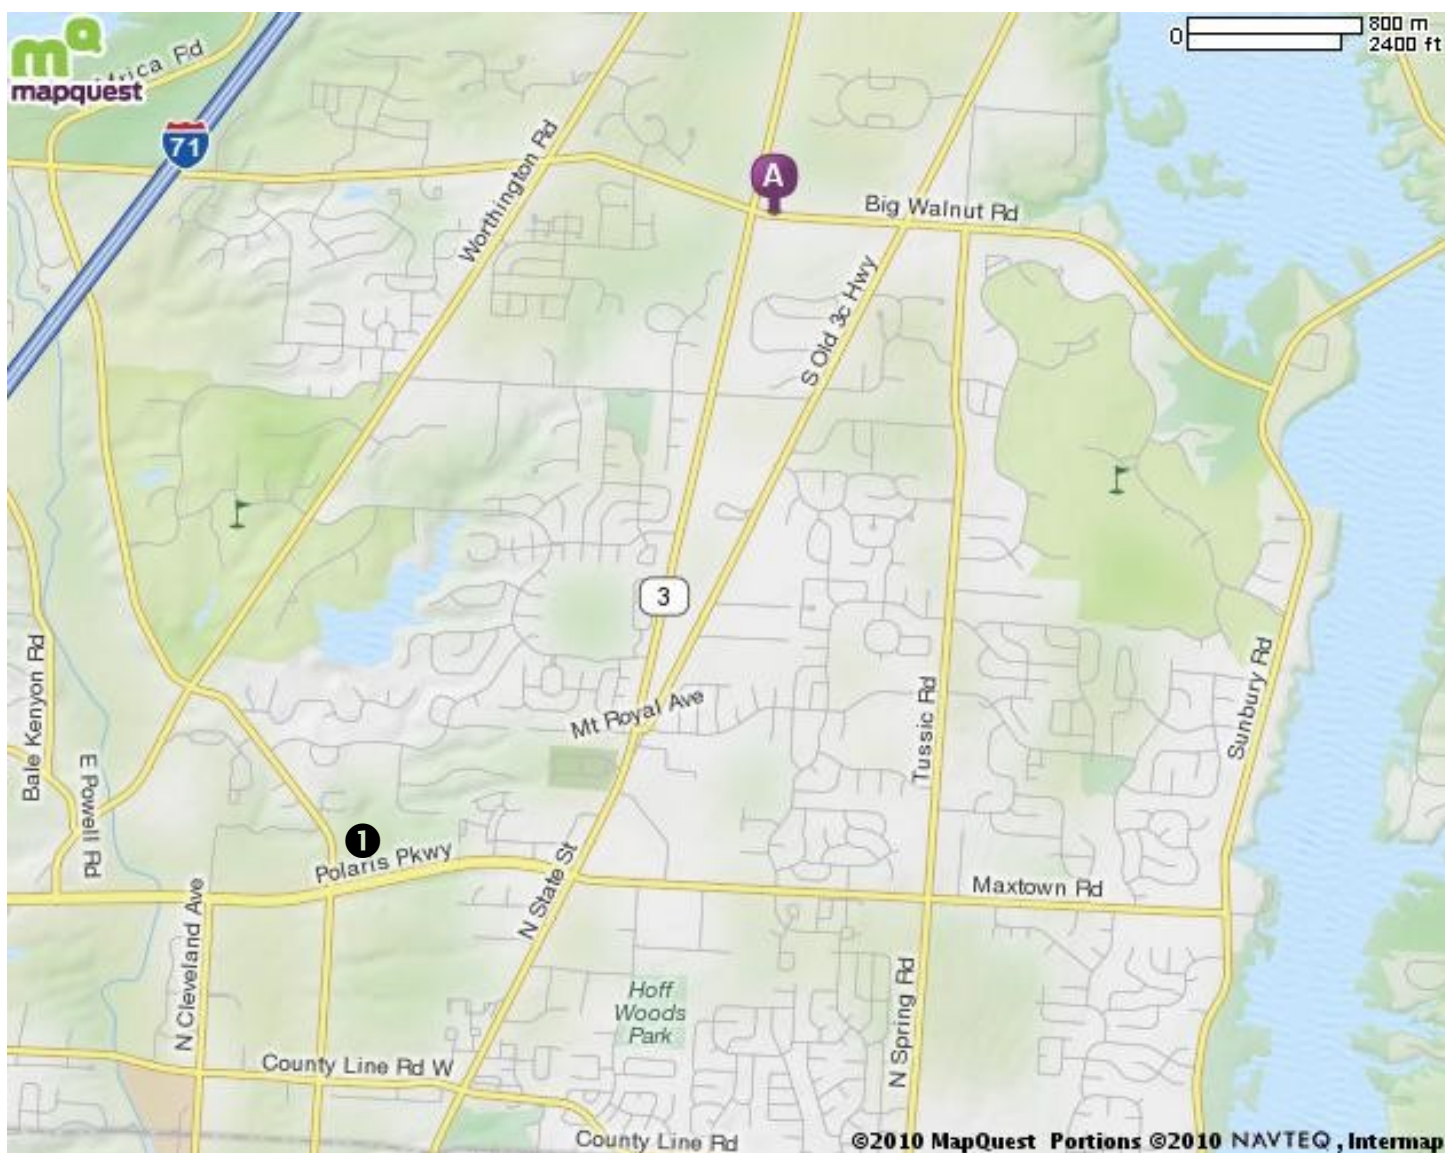 mapquest
Africa Rd
0
800 m
2400 ft
71
Worthington Rd
A
Big Walnut Rd
S Old 3c Hwy
3
Bale Kenyon Rd
Mt Royal Ave
Tussic Rd
Sunbury Rd
E Powell Rd
1
Polaris Pkwy
N State St
Maxtown Rd
N Cleveland Ave
Hoff
Woods
Park
N Spring Rd
County Line Rd W
County Line Rd
©2010 MapQuest Portions ©2010 NAVTEQ, Intermap